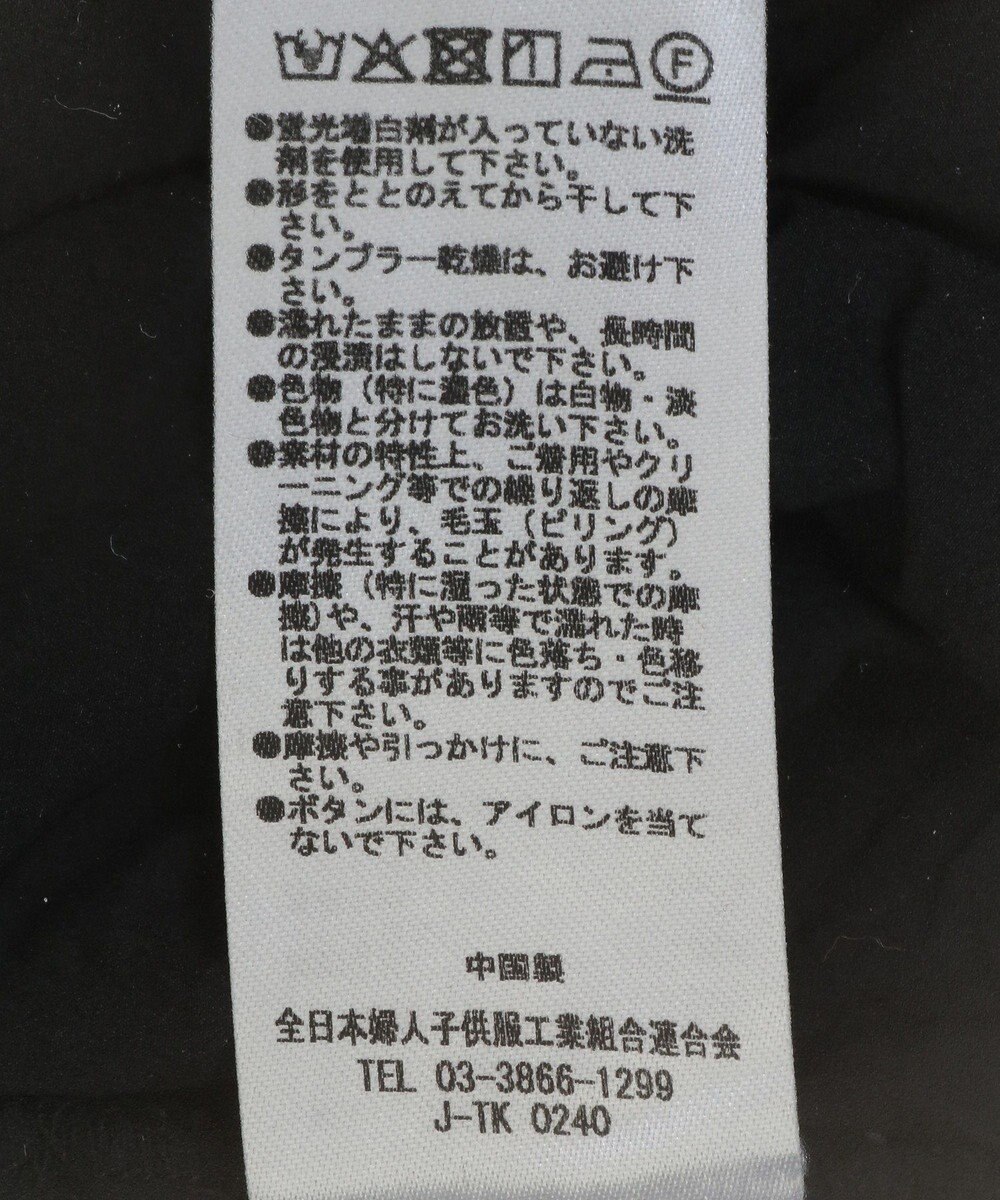 F
●蛍光増白剤が入っていない洗
剤を使用して下さい。
●形をととのえてから干して下
さい。
●タンブラー乾燥は、お避け下
さい。
●濡れたままの放置や、長時間
の浸漬はしないで下さい。
●色物（特に濃色）は白物・淡
色物と分けてお洗い下さい。
●素材の特性上、ご着用やクリ
ーニング等での繰り返しの摩
擦により、毛玉（ピリング）
が発生することがあります。
●摩擦（特に湿った状態での摩
擦）や、汗や雨等で濡れた時
は他の衣類等に色落ち・色移
りする事がありますのでご注
意下さい。
●摩擦や引っかけに、ご注意下
さい。
●ボタンには、アイロンを当て
ないで下さい。
中国製
全日本婦人子供服工業組合連合会
TEL 03-3866-1299
J-TK 0240